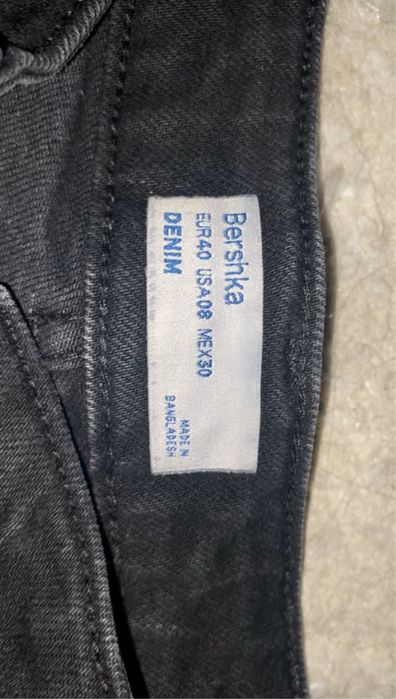 Bershka
EUR40 USA08 MEX30
DENIM
MADE IN
BANGLADESH